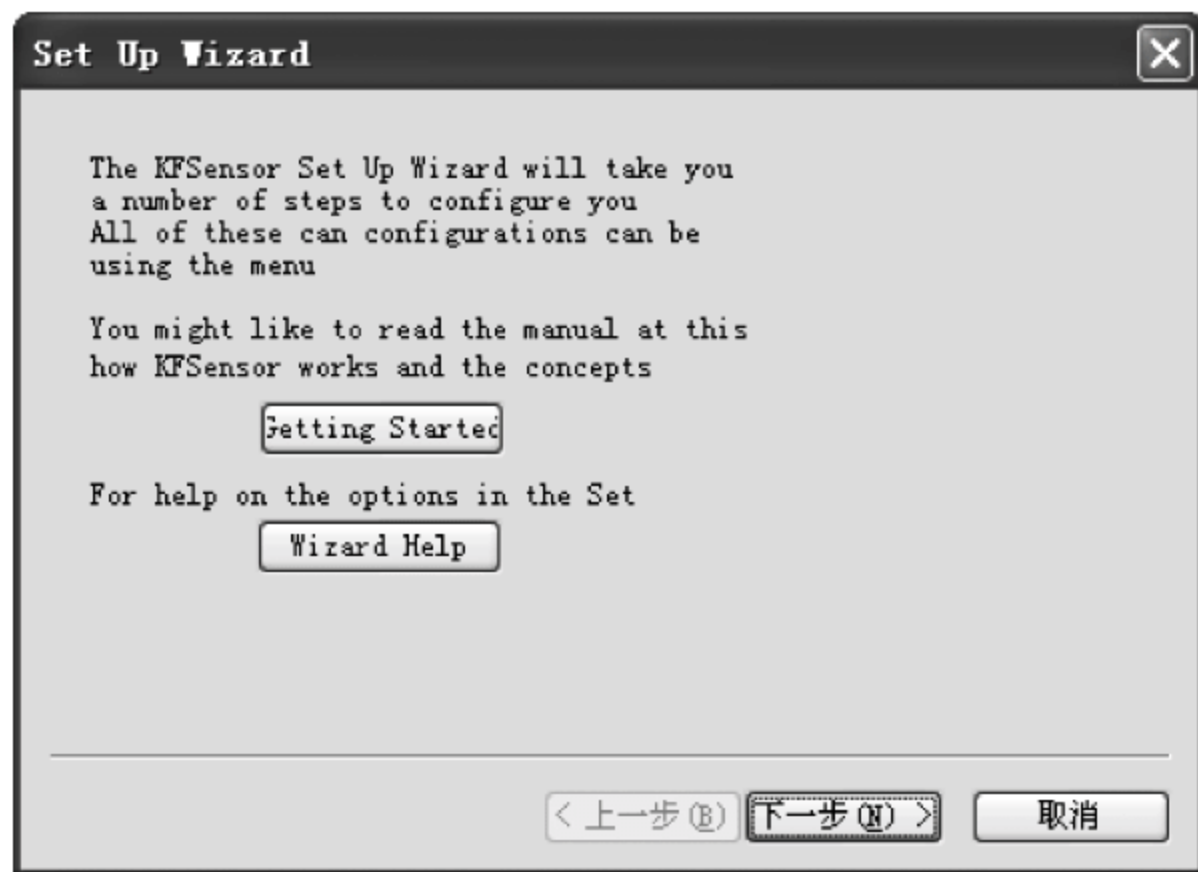 Set Up Wizard
The KFSensor Set Up Wizard will take you
a number of steps to configure you
All of these can configurations can be
using the menu
You might like to read the manual at this
how KFSensor works and the concepts
Getting Started
For help on the options in the Set
Wizard Help
< 上一步(B)
下一步(N) >
取消